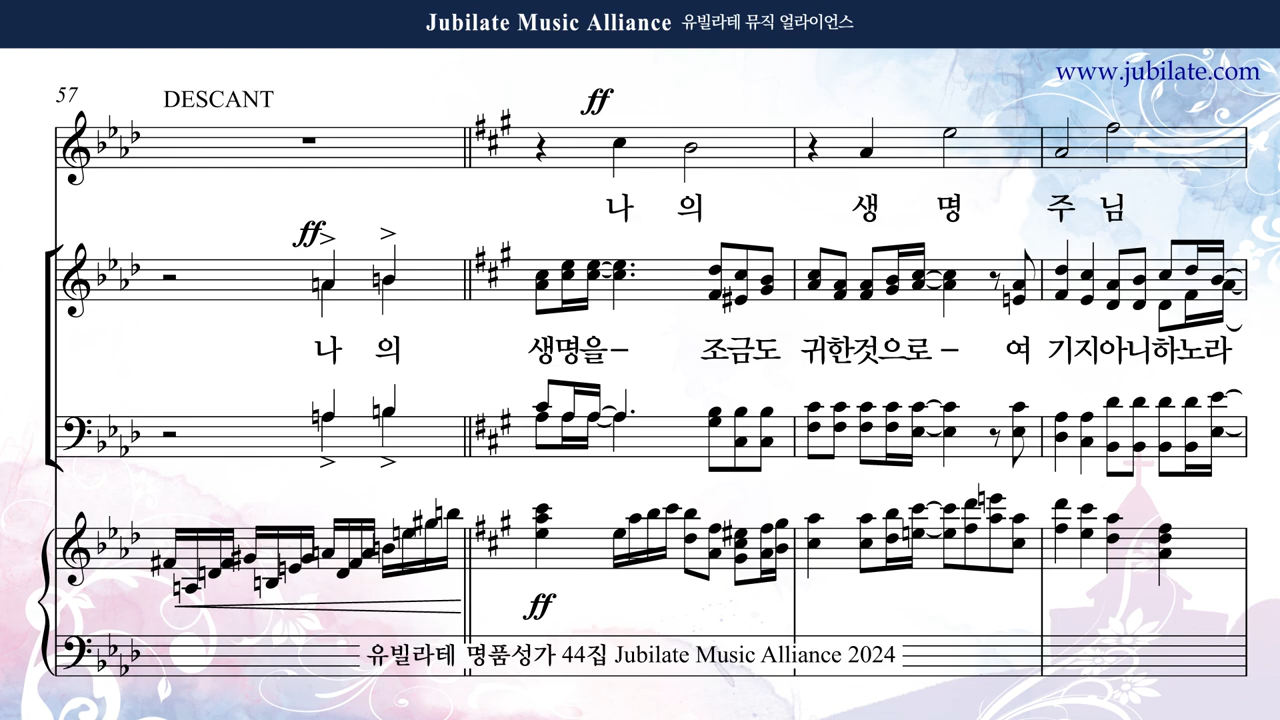 Jubilate Music Alliance 유빌라테 뮤직 얼라이언스
www.jubilate.com
57 DESCANT
ff
나 의 생 명 주 님
ff
나 의 생명을– 조금도 귀한것으로 – 여 기지아니하노라
ff
유빌라테 명품성가 44집 Jubilate Music Alliance 2024